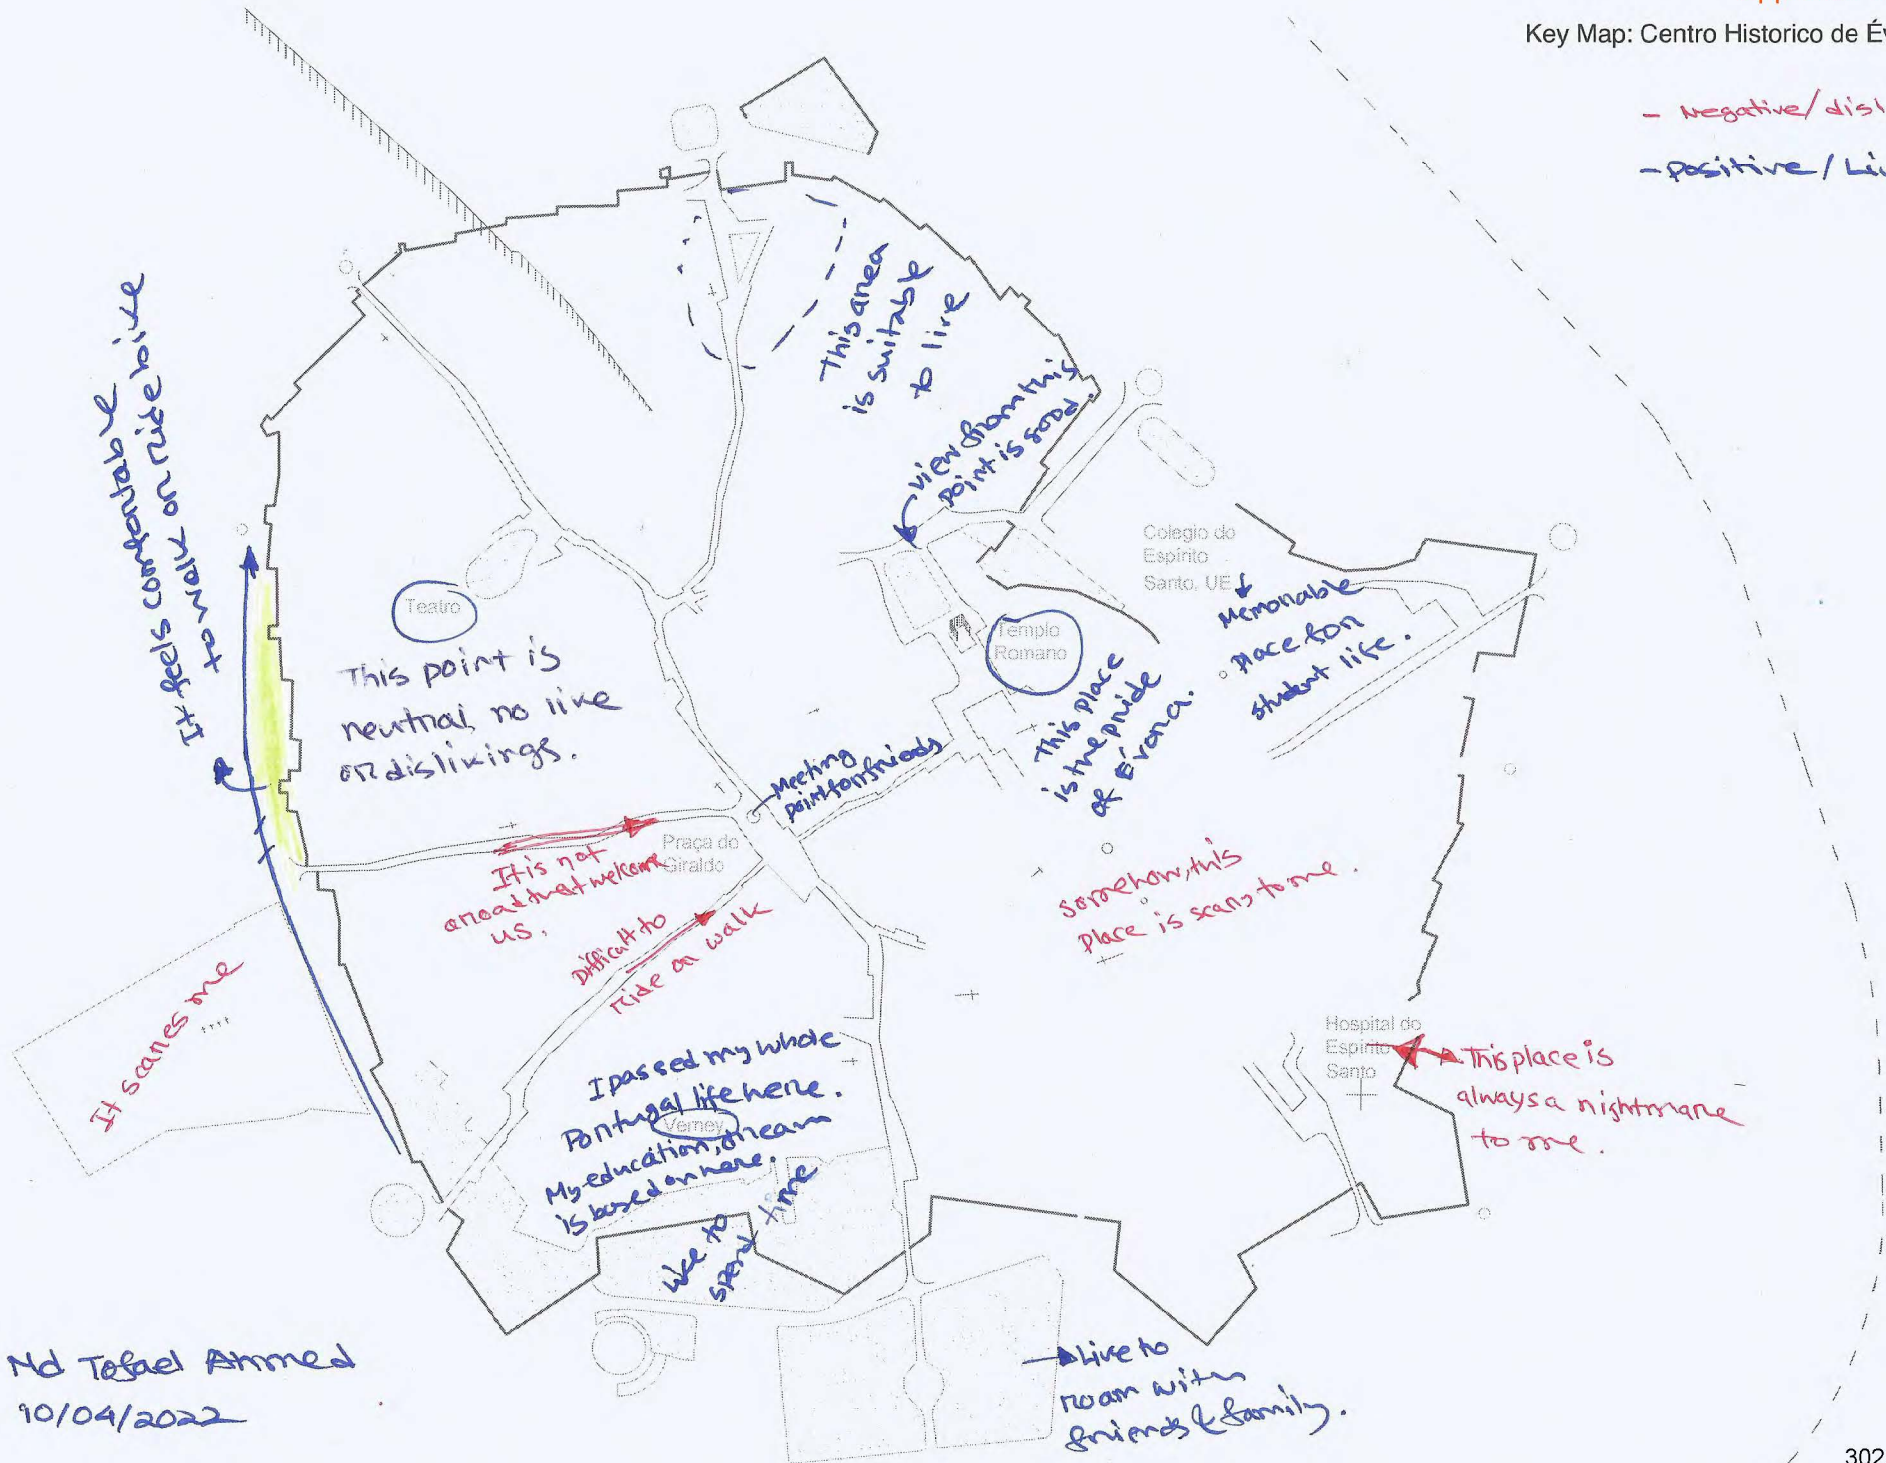 Key Map: Centro Historico de Év
- Negative/disl
- Positive/Li
This area
is suitable
to live
view from this
point is good.
It feels comfortable
to walk or ride bike
Colegio do
Espírito
Santo, UE
Memorable
place for
student life.
Teatro
This point is
neutral, no like
or dislikings.
Templo
Romano
This place
is the pride
of Évora.
Meeting
point for friends
Praça do
Giraldo
It is not
a road that welcome
us.
Difficult to
ride or walk
Somehow, this
place is scary to me.
It scares me
Hospital do
Espírito
Santo
This place is
always a nightmare
to me.
I passed my whole
Portugal life here.
Verney
My education, dream
is based on here.
like to
spend time
Like to
roam with
friends & family.
Md Tofael Ahmed
10/04/2022
302